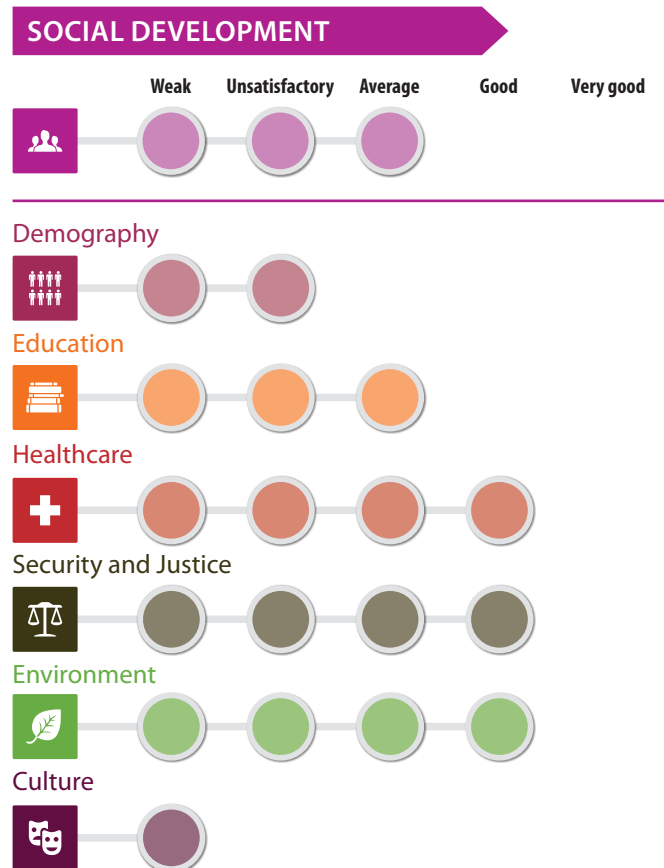 SOCIAL DEVELOPMENT
Weak Unsatisfactory Average Good Very good
Demography
Education
Healthcare
Security and Justice
Environment
Culture